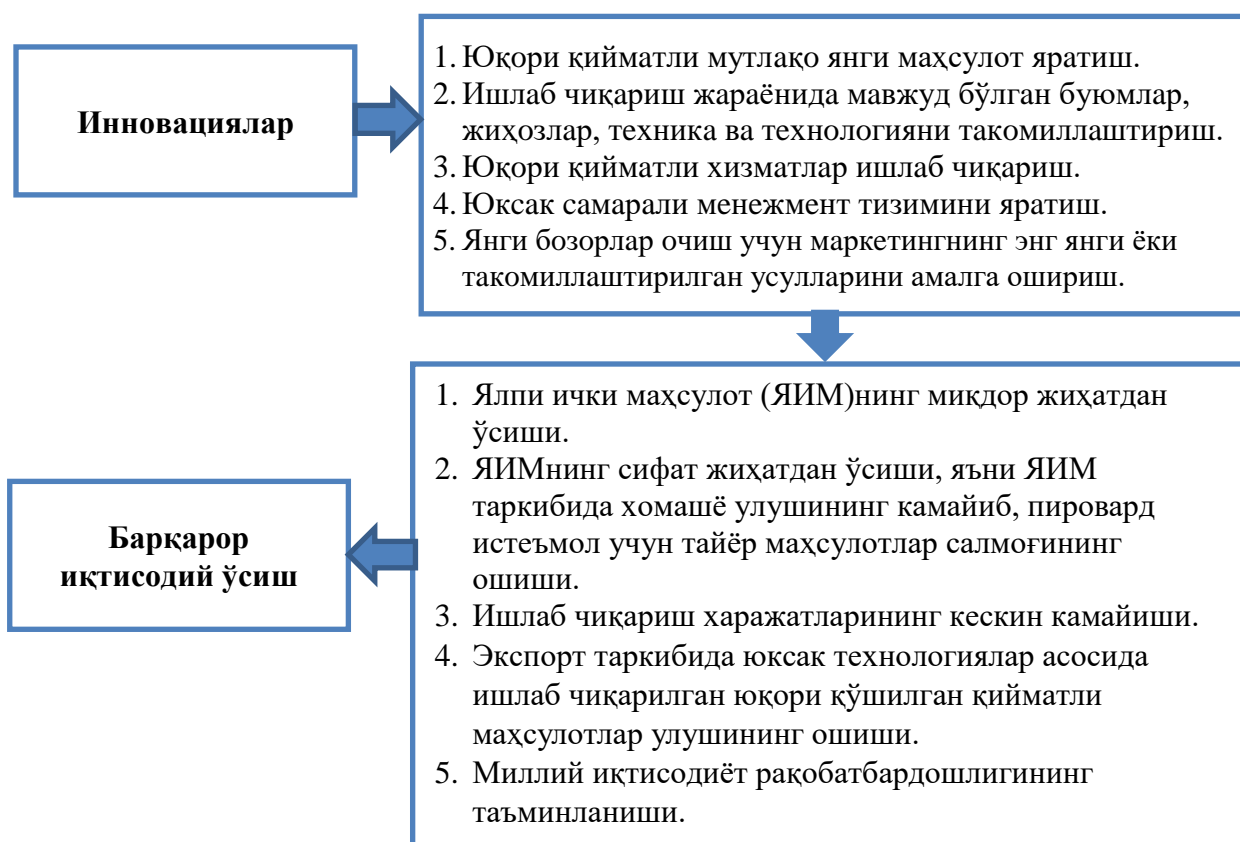 Инновациялар
1. Юқори қийматли мутлақо янги маҳсулот яратиш.
2. Ишлаб чиқариш жараёнида мавжуд бўлган буюмлар,
жиҳозлар, техника ва технологияни такомиллаштириш.
3. Юқори қийматли хизматлар ишлаб чиқариш.
4. Юксак самарали менежмент тизимини яратиш.
5. Янги бозорлар очиш учун маркетингнинг энг янги ёки
такомиллаштирилган усулларини амалга ошириш.
1. Ялпи ички маҳсулот (ЯИМ)нинг миқдор жиҳатдан
ўсиши.
2. ЯИМнинг сифат жиҳатдан ўсиши, яъни ЯИМ
таркибида хомашё улушининг камайиб, пировард
истеъмол учун тайёр маҳсулотлар салмоғининг
ошиши.
3. Ишлаб чиқариш харажатларининг кескин камайиши.
4. Экспорт таркибида юксак технологиялар асосида
ишлаб чиқарилган юқори қўшилган қийматли
маҳсулотлар улушининг ошиши.
5. Миллий иқтисодиёт рақобатбардошлигининг
таъминланиши.
Барқарор
иқтисодий ўсиш